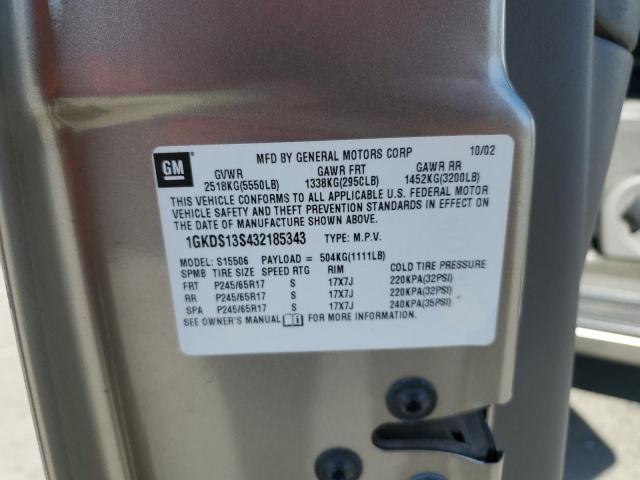 GM MFD BY GENERAL MOTORS CORP 10/02
GVWR GAWR FRT GAWR RR
2518KG(5550LB) 1338KG(295CLB) 1452KG(3200LB)
THIS VEHICLE CONFORMS TO ALL APPLICABLE U.S. FEDERAL MOTOR
VEHICLE SAFETY AND THEFT PREVENTION STANDARDS IN EFFECT ON
THE DATE OF MANUFACTURE SHOWN ABOVE.
1GKDS13S432185343 TYPE: M.P.V.
MODEL: S15506 PAYLOAD = 504KG(1111LB)
SPMB TIRE SIZE SPEED RTG RIM COLD TIRE PRESSURE
FRT P245/65R17 S 17X7J 220KPA(32PSI)
RR P245/65R17 S 17X7J 220KPA(32PSI)
SPA P245/65R17 S 17X7J 240KPA(35PSI)
SEE OWNER'S MANUAL FOR MORE INFORMATION